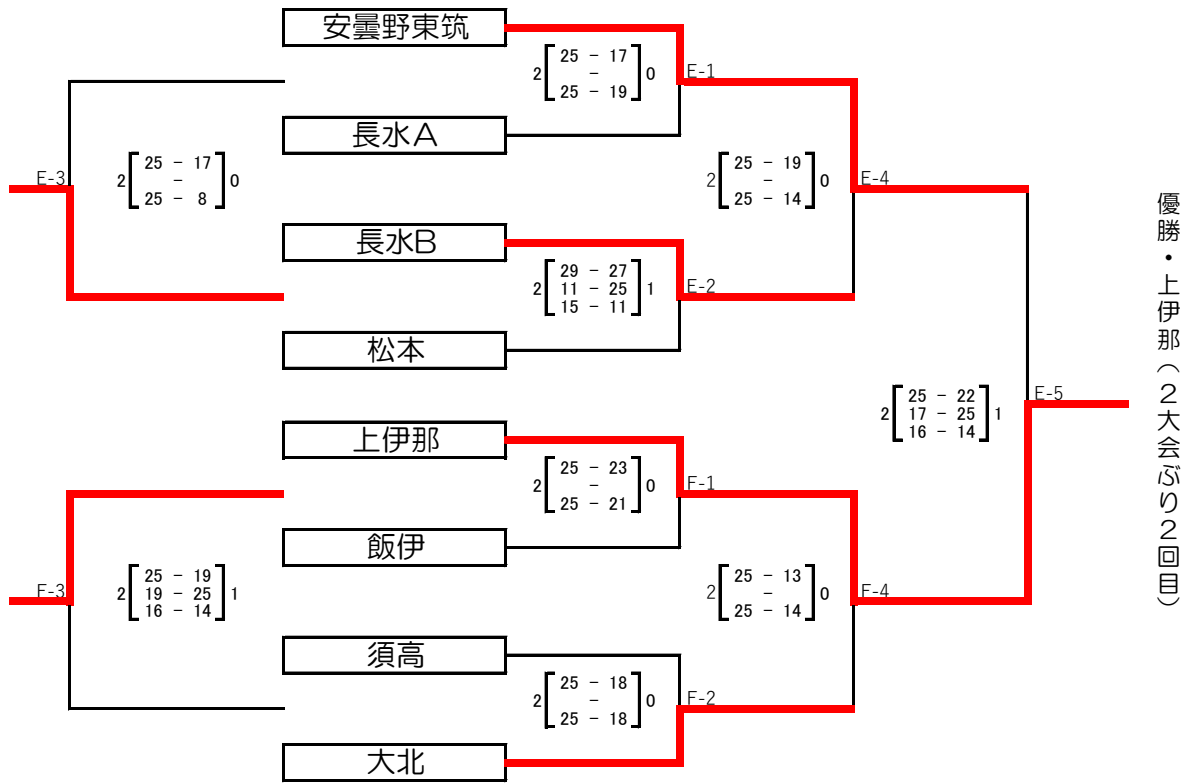 安曇野東筑
25 - 17
2 - 0
25 - 19
E-1
長水A
25 - 17
2 - 0
25 - 8
E-3
25 - 19
2 - 0
25 - 14
E-4
長水B
29 - 27
2 11 - 25 1
15 - 11
E-2
松本
25 - 22
2 17 - 25 1
16 - 14
E-5
優勝・上伊那(2大会ぶり2回目)
上伊那
25 - 23
2 - 0
25 - 21
F-1
飯伊
25 - 19
2 19 - 25 1
16 - 14
F-3
25 - 13
2 - 0
25 - 14
F-4
須高
25 - 18
2 - 0
25 - 18
F-2
大北